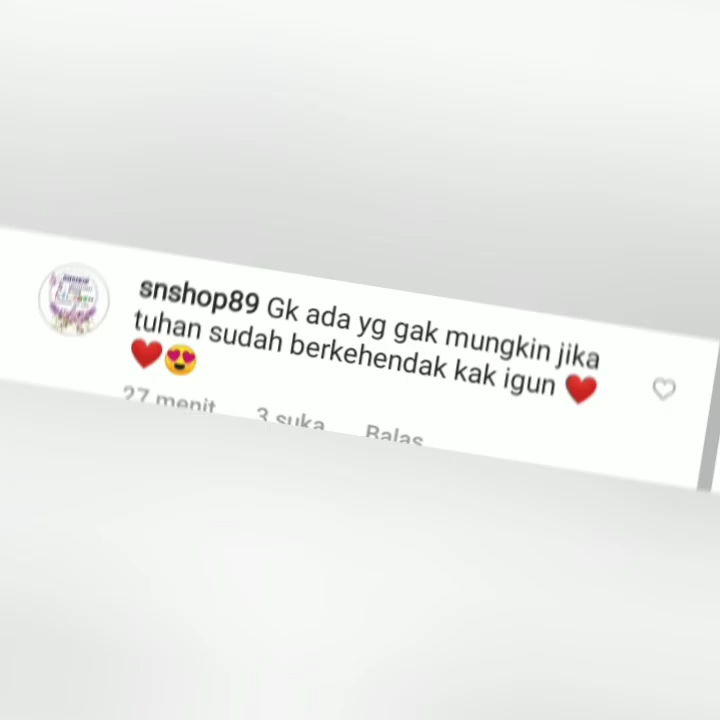 snshop89 Gk ada yg gak mungkin jika
tuhan sudah berkehendak kak igun ❤️
❤️😍
27 menit 3 suka Balas